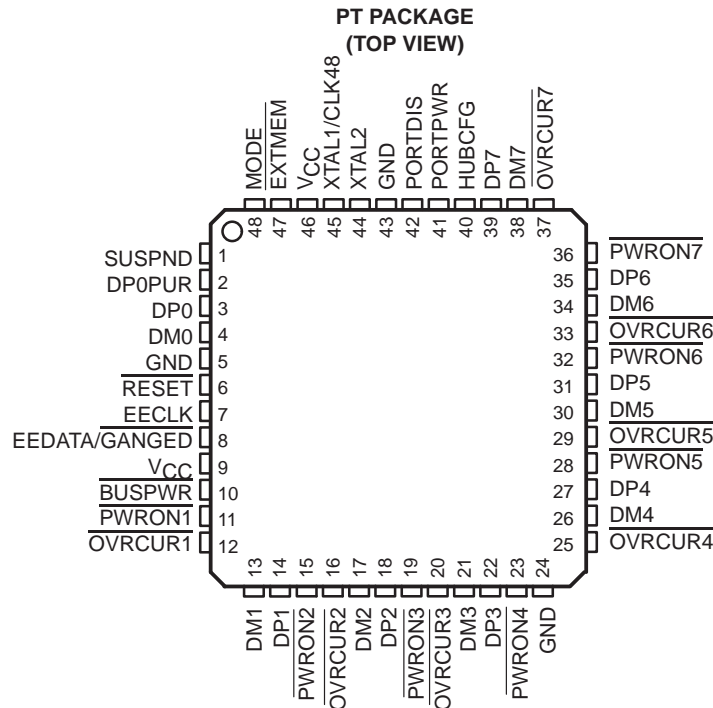 PT PACKAGE
(TOP VIEW)
MODE
EXTMEM
VCC
XTAL1/CLK48
XTAL2
GND
PORTDIS
PORTPWR
HUBCFG
DP7
DM7
OVRCUR7
48
47
46
45
44
43
42
41
40
39
38
37
SUSPND 1
DP0PUR 2
DP0 3
DM0 4
GND 5
RESET 6
EECLK 7
EEDATA/GANGED 8
VCC 9
BUSPWR 10
PWRON1 11
OVRCUR1 12
36 PWRON7
35 DP6
34 DM6
33 OVRCUR6
32 PWRON6
31 DP5
30 DM5
29 OVRCUR5
28 PWRON5
27 DP4
26 DM4
25 OVRCUR4
13
14
15
16
17
18
19
20
21
22
23
24
DM1
DP1
PWRON2
OVRCUR2
DM2
DP2
PWRON3
OVRCUR3
DM3
DP3
PWRON4
GND